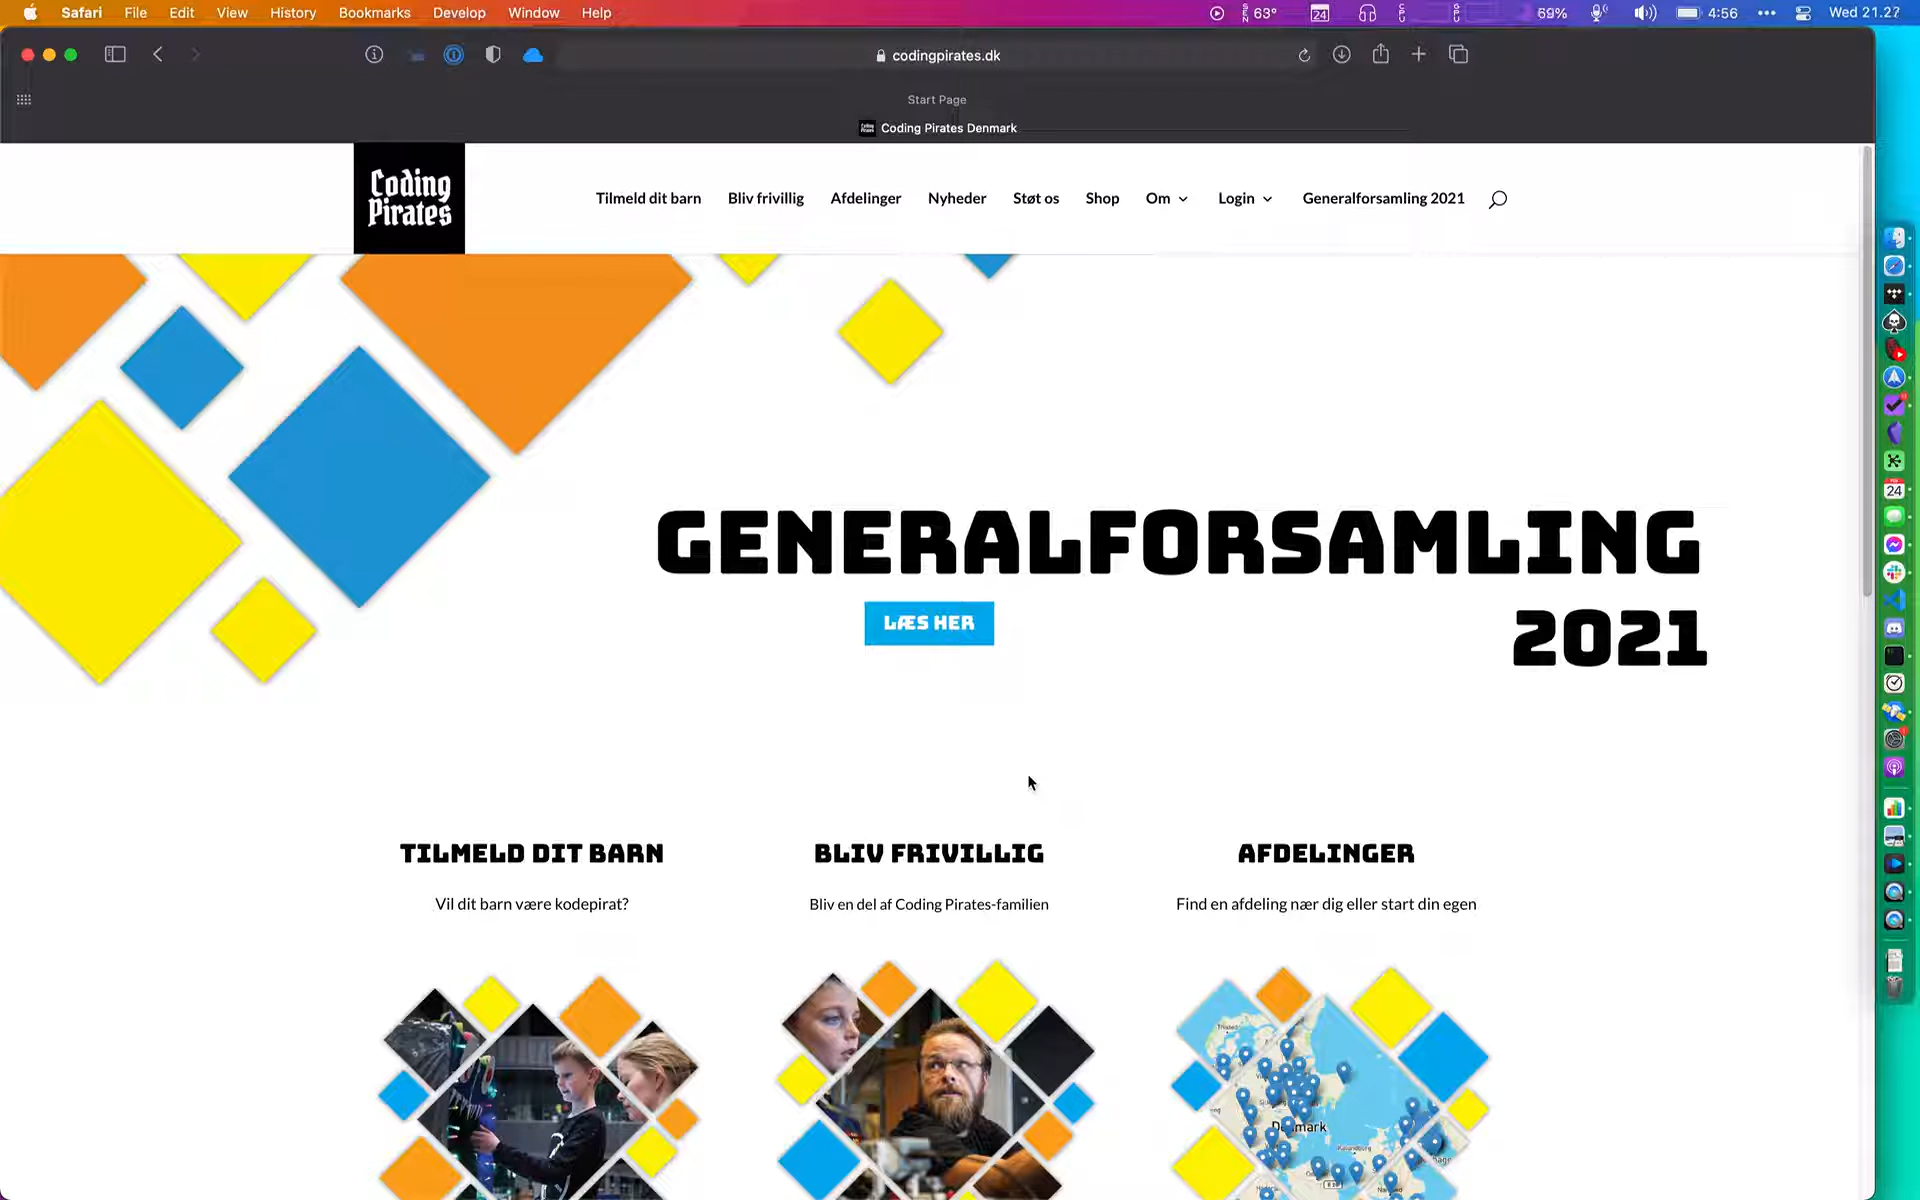 Safari File Edit View History Bookmarks Develop Window Help 63° 24 69% 4:56 Wed 21.27
codingpirates.dk
Start Page
Coding Pirates Denmark
Coding
Pirates
Tilmeld dit barn Bliv frivillig Afdelinger Nyheder Støt os Shop Om Login Generalforsamling 2021
GENERALFORSAMLING
2021
LÆS HER
TILMELD DIT BARN BLIV FRIVILLIG AFDELINGER
Vil dit barn være kodepirat? Bliv en del af Coding Pirates-familien Find en afdeling nær dig eller start din egen
24